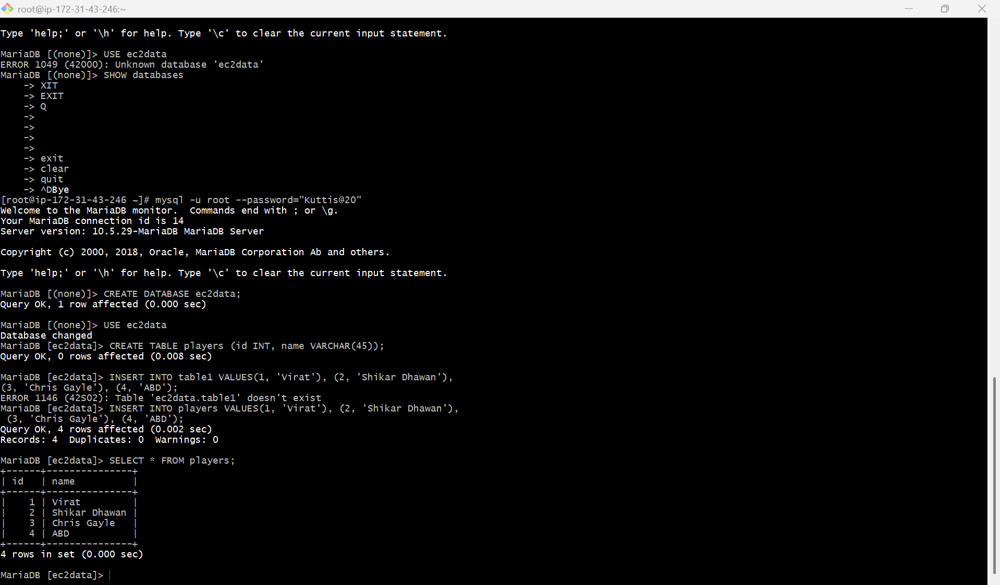 root@ip-172-31-43-246:~
Type 'help;' or '\h' for help. Type '\c' to clear the current input statement.
MariaDB [(none)]> USE ec2data
ERROR 1049 (42000): Unknown database 'ec2data'
MariaDB [(none)]> SHOW databases
    -> XIT
    -> EXIT
    -> Q
    ->
    ->
    ->
    ->
    -> exit
    -> clear
    -> quit
    -> ^DBye
[root@ip-172-31-43-246 ~]# mysql -u root --password="Kuttis@20"
Welcome to the MariaDB monitor.  Commands end with ; or \g.
Your MariaDB connection id is 14
Server version: 10.5.29-MariaDB MariaDB Server
Copyright (c) 2000, 2018, Oracle, MariaDB Corporation Ab and others.
Type 'help;' or '\h' for help. Type '\c' to clear the current input statement.
MariaDB [(none)]> CREATE DATABASE ec2data;
Query OK, 1 row affected (0.000 sec)
MariaDB [(none)]> USE ec2data
Database changed
MariaDB [ec2data]> CREATE TABLE players (id INT, name VARCHAR(45));
Query OK, 0 rows affected (0.008 sec)
MariaDB [ec2data]> INSERT INTO table1 VALUES(1, 'Virat'), (2, 'Shikar Dhawan'),
(3, 'Chris Gayle'), (4, 'ABD');
ERROR 1146 (42S02): Table 'ec2data.table1' doesn't exist
MariaDB [ec2data]> INSERT INTO players VALUES(1, 'Virat'), (2, 'Shikar Dhawan'),
 (3, 'Chris Gayle'), (4, 'ABD');
Query OK, 4 rows affected (0.002 sec)
Records: 4  Duplicates: 0  Warnings: 0
MariaDB [ec2data]> SELECT * FROM players;
+------+---------------+
| id   | name          |
+------+---------------+
|    1 | Virat         |
|    2 | Shikar Dhawan |
|    3 | Chris Gayle   |
|    4 | ABD           |
+------+---------------+
4 rows in set (0.000 sec)
MariaDB [ec2data]>